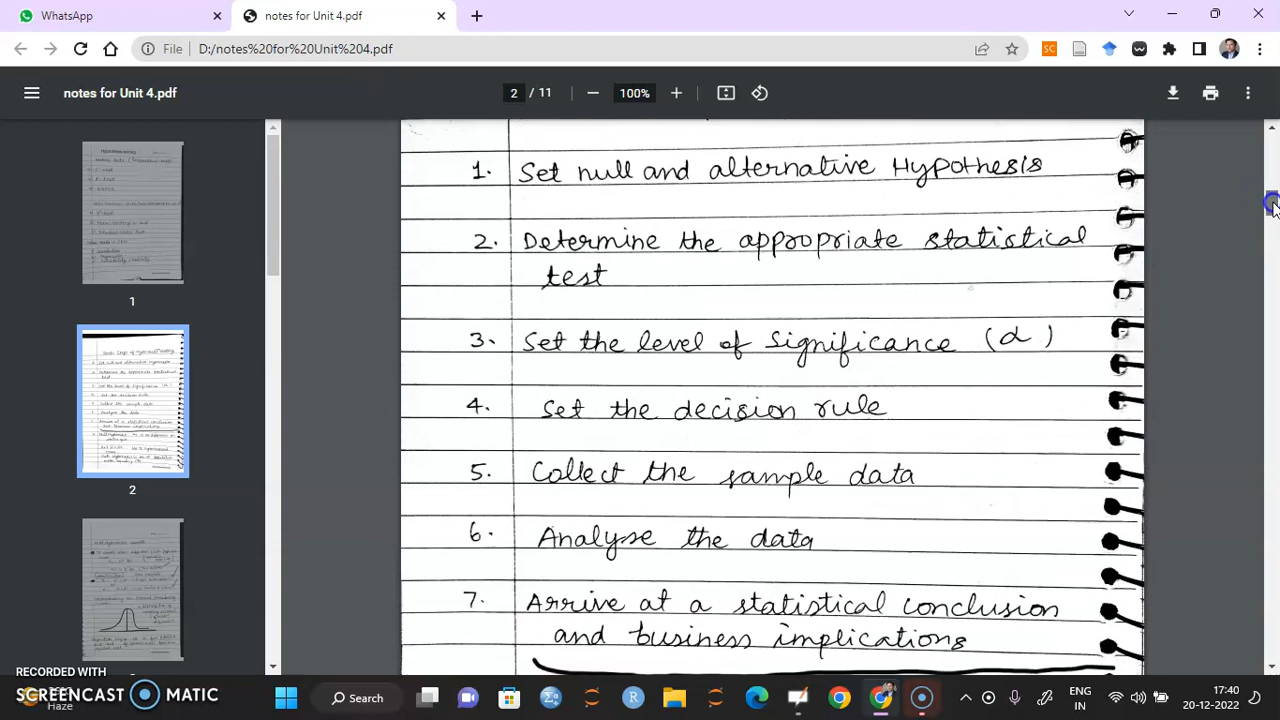 WhatsApp
notes for Unit 4.pdf
File
D:/notes%20for%20Unit%204.pdf
SC
notes for Unit 4.pdf
2 / 11
100%
1
2
1. Set null and alternative Hypothesis
2. Determine the appropriate statistical
test
3. Set the level of significance (α)
4. Set the decision rule
5. Collect the sample data
6. Analyse the data
7. Arrive at a statistical conclusion
and business implications
RECORDED WITH
SCREENCAST MATIC
Haze
Search
ENG
IN
17:40
20-12-2022